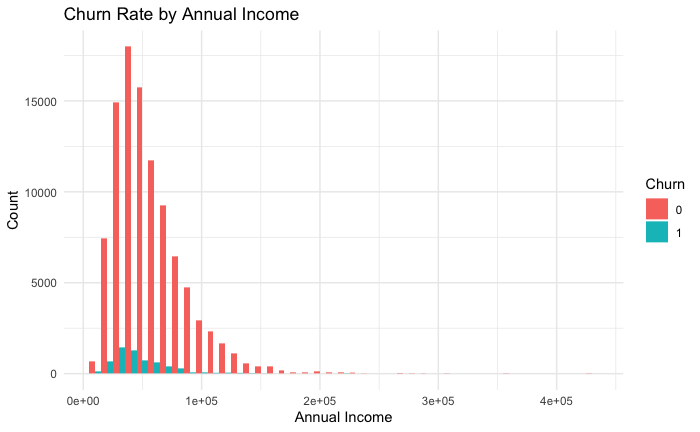 Churn Rate by Annual Income
15000
10000
5000
0
Count
0e+00 1e+05 2e+05 3e+05 4e+05
Annual Income
Churn
0
1